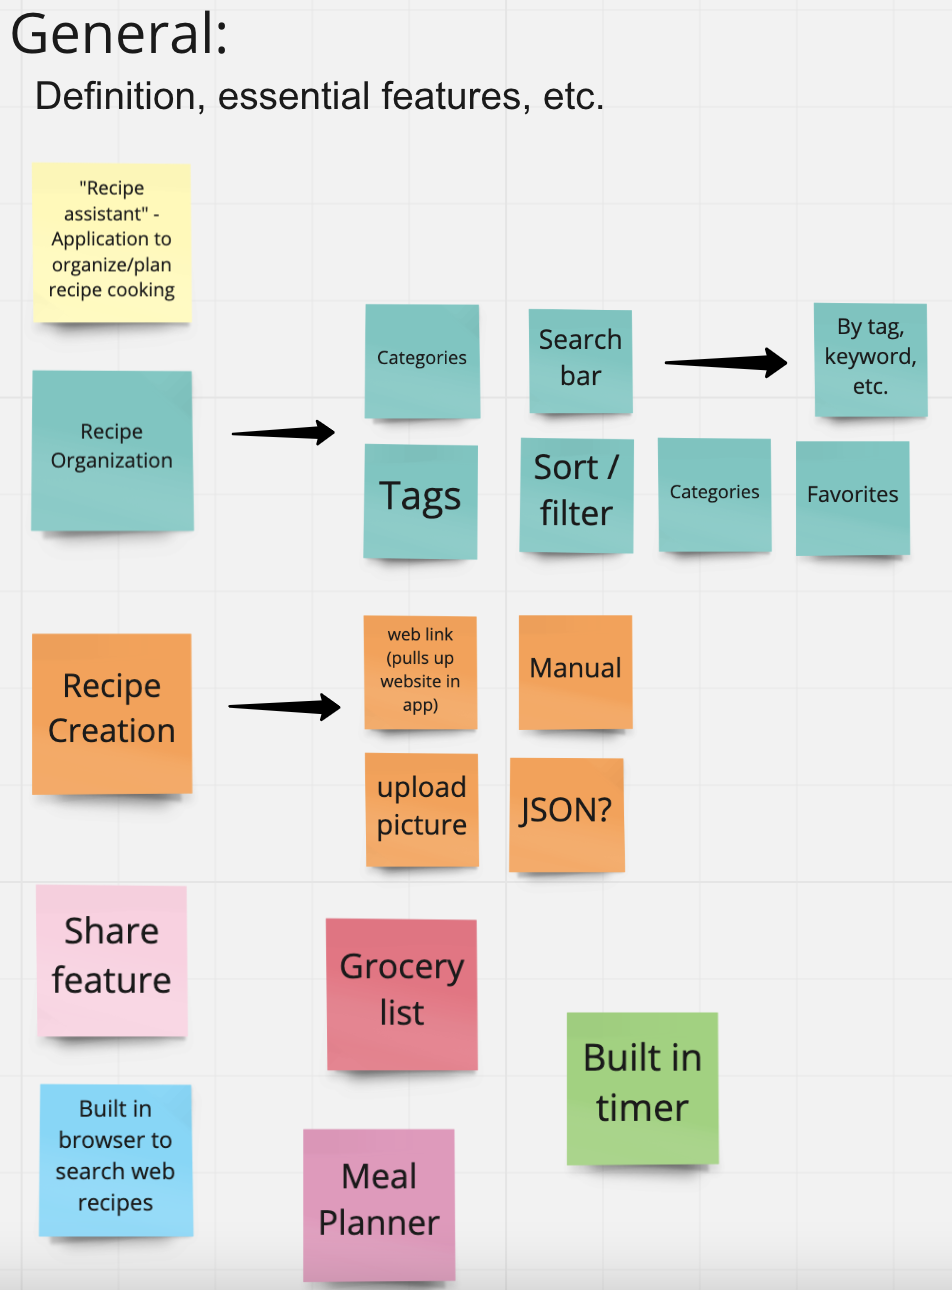 General:
Definition, essential features, etc.
"Recipe
assistant" -
Application to
organize/plan
recipe cooking
Recipe
Organization
Categories
Search
bar
By tag,
keyword,
etc.
Tags
Sort /
filter
Categories
Favorites
Recipe
Creation
web link
(pulls up
website in
app)
Manual
upload
picture
JSON?
Share
feature
Grocery
list
Built in
timer
Built in
browser to
search web
recipes
Meal
Planner